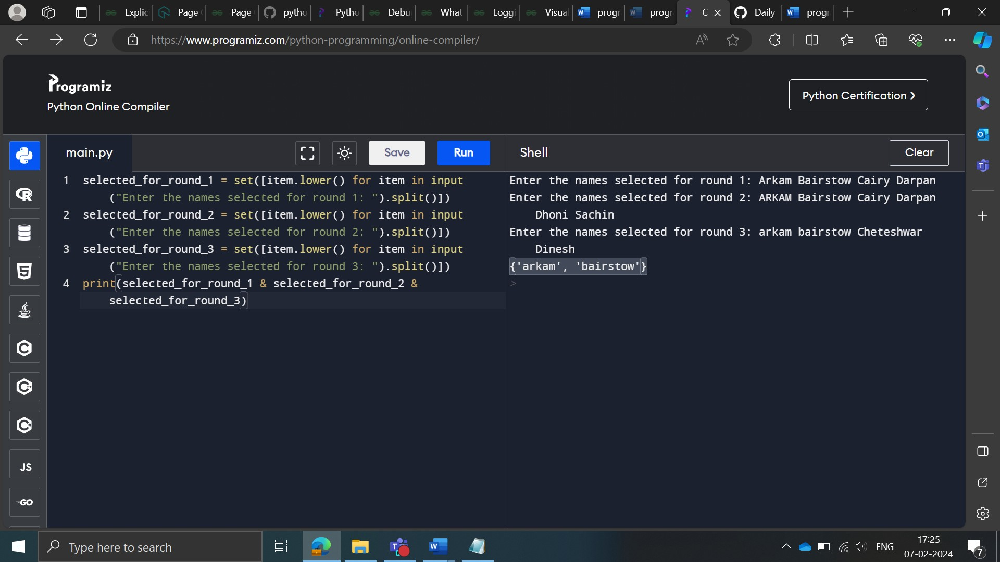 Explic
Page
Page
pytho
Pytho
Debu
What
Loggi
Visual
progr
progr
C
Daily_
progr
https://www.programiz.com/python-programming/online-compiler/
Programiz
Python Online Compiler
Python Certification ❯
main.py
Save
Run
Shell
Clear
1 selected_for_round_1 = set([item.lower() for item in input
("Enter the names selected for round 1: ").split()])
2 selected_for_round_2 = set([item.lower() for item in input
("Enter the names selected for round 2: ").split()])
3 selected_for_round_3 = set([item.lower() for item in input
("Enter the names selected for round 3: ").split()])
4 print(selected_for_round_1 & selected_for_round_2 &
selected_for_round_3)
Enter the names selected for round 1: Arkam Bairstow Cairy Darpan
Enter the names selected for round 2: ARKAM Bairstow Cairy Darpan
Dhoni Sachin
Enter the names selected for round 3: arkam bairstow Cheteshwar
Dinesh
{'arkam', 'bairstow'}
>
R
5
C
C++
C#
JS
GO
Type here to search
ENG
17:25
07-02-2024
7